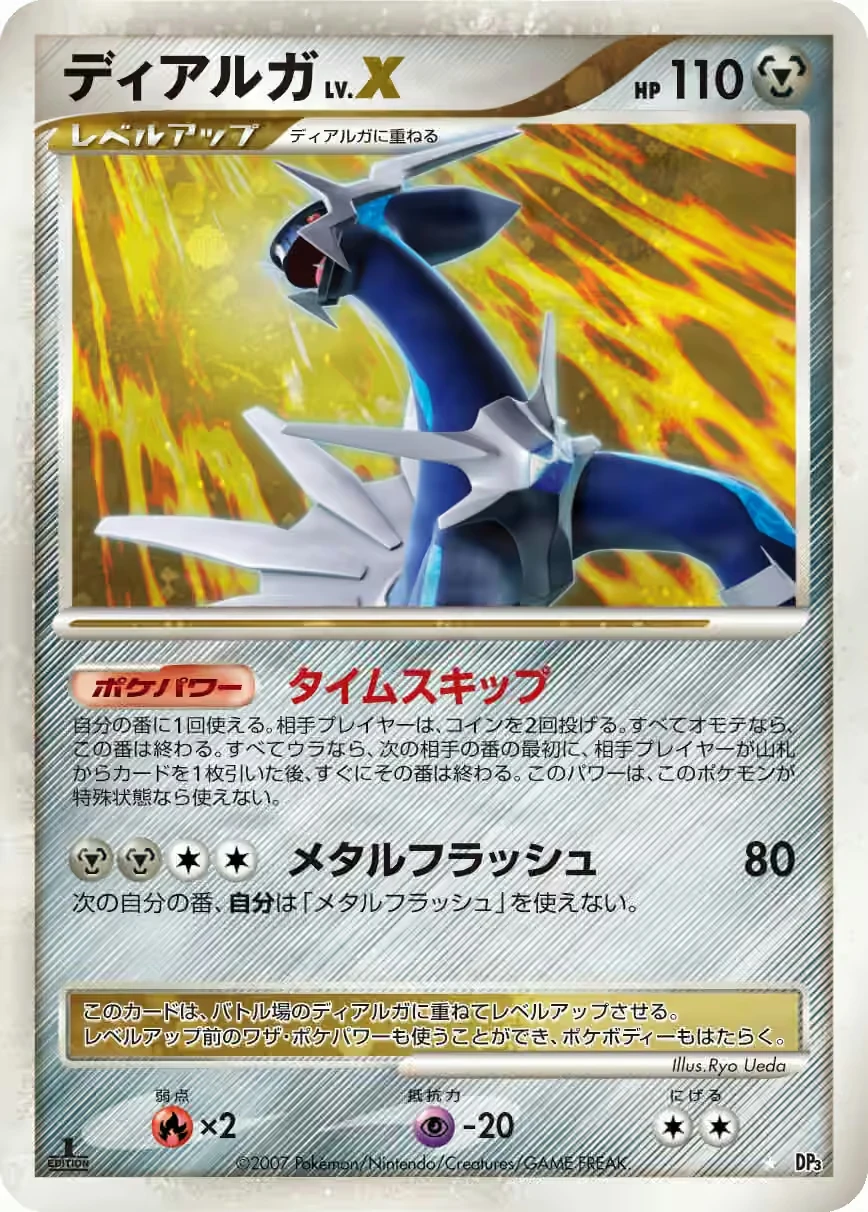 ディアルガ LV.X HP 110
レベルアップ ディアルガに重ねる
ポケパワー タイムスキップ
自分の番に1回使える。相手プレイヤーは、コインを2回投げる。すべてオモテなら、
この番は終わる。すべてウラなら、次の相手の番の最初に、相手プレイヤーが山札
からカードを1枚引いた後、すぐにその番は終わる。このパワーは、このポケモンが
特殊状態なら使えない。
メタルフラッシュ 80
次の自分の番、自分は「メタルフラッシュ」を使えない。
このカードは、バトル場のディアルガに重ねてレベルアップさせる。
レベルアップ前のワザ・ポケパワーも使うことができ、ポケボディーもはたらく。
Illus.Ryo Ueda
弱点 抵抗力 にげる
×2 -20
1 EDITION ©2007 Pokémon/Nintendo/Creatures/GAME FREAK. DP3